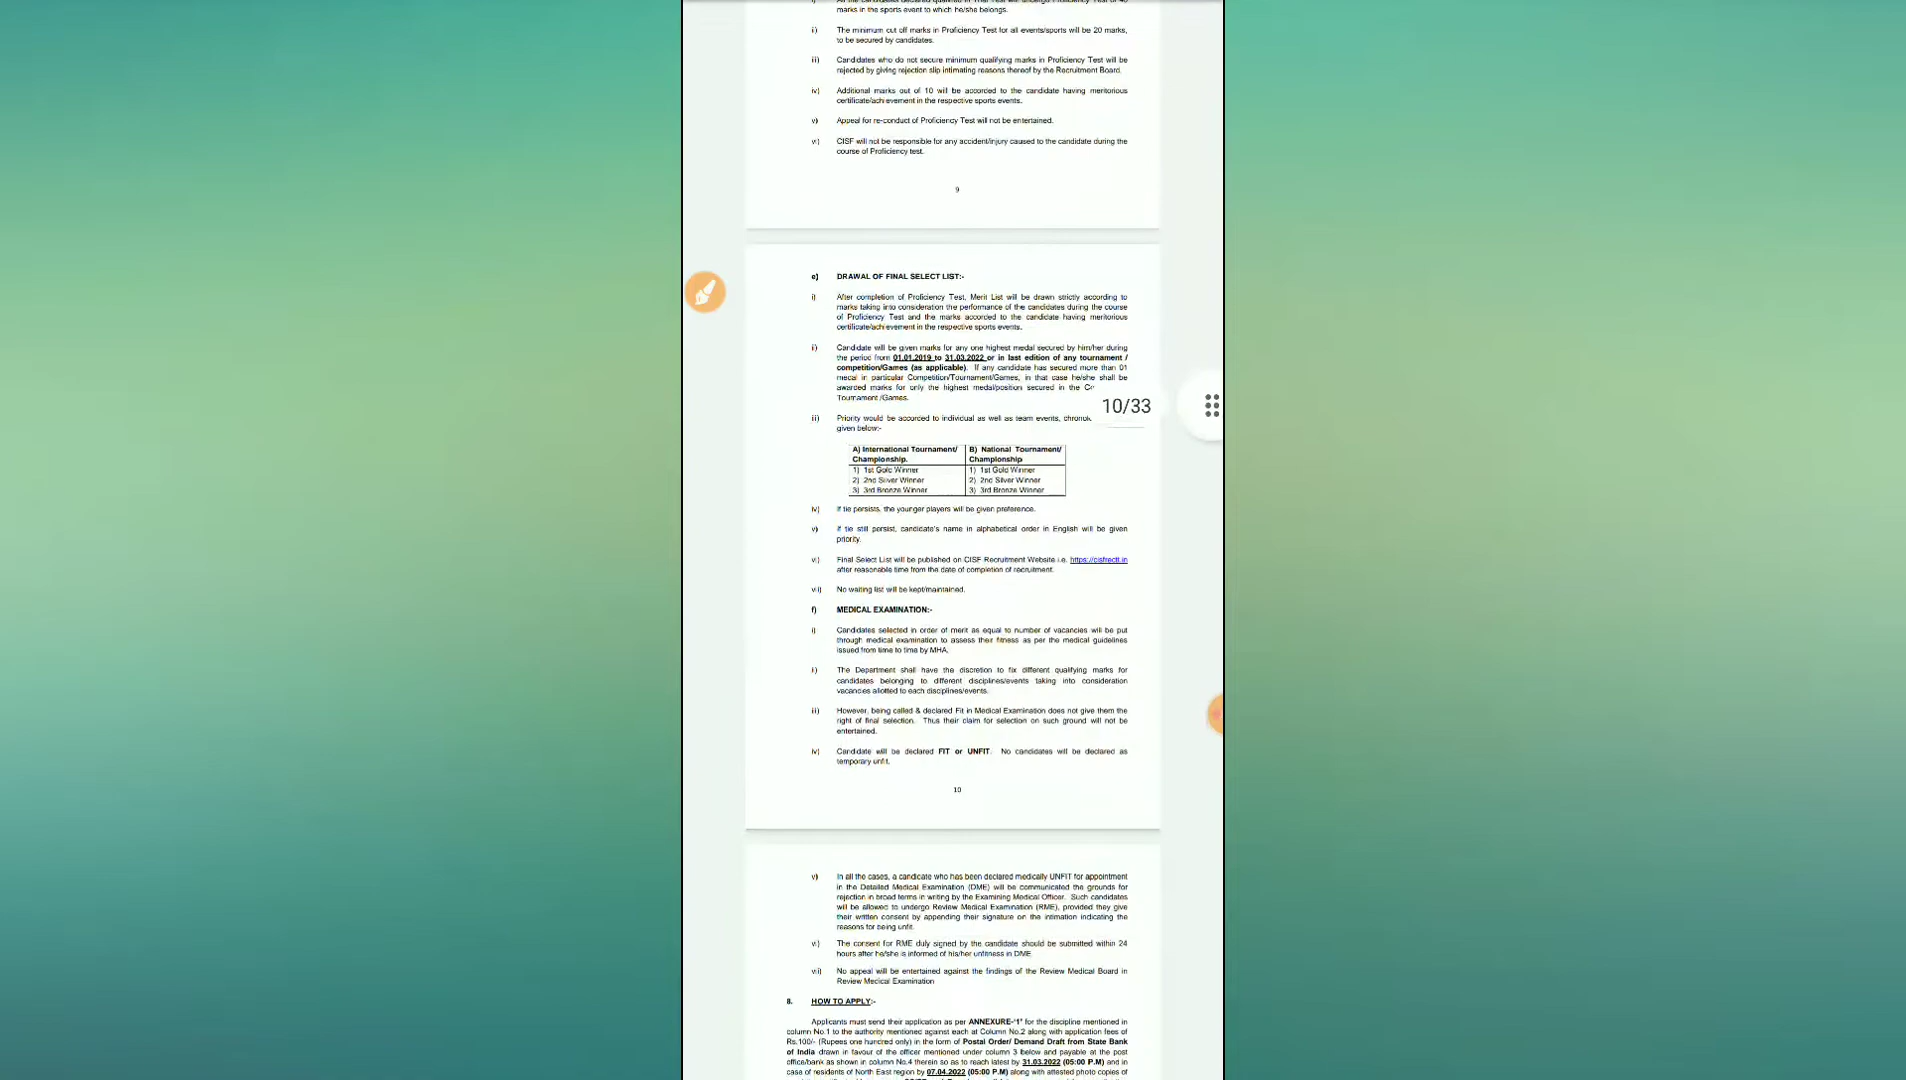 marks in the sports event to which he/she belongs.
ii) The minimum cut off marks in Proficiency Test for all events/sports will be 20 marks,
to be secured by candidates.
iii) Candidates who do not secure minimum qualifying marks in Proficiency Test will be
rejected by giving rejection slip intimating reasons thereof by the Recruitment Board.
iv) Additional marks out of 10 will be accorded to the candidate having meritorious
certificate/achievement in the respective sports events.
v) Appeal for re-conduct of Proficiency Test will not be entertained.
vi) CISF will not be responsible for any accident/injury caused to the candidate during the
course of Proficiency test.
9
e) DRAWAL OF FINAL SELECT LIST:-
i) After completion of Proficiency Test, Merit List will be drawn strictly according to
marks taking into consideration the performance of the candidates during the course
of Proficiency Test and the marks accorded to the candidate having meritorious
certificate/achievement in the respective sports events.
ii) Candidate will be given marks for any one highest medal secured by him/her during
the period from 01.01.2019 to 31.03.2022 or in last edition of any tournament /
competition/Games (as applicable). If any candidate has secured more than 01
medal in particular Competition/Tournament/Games, in that case he/she shall be
awarded marks for only the highest medal/position secured in the
Tournament /Games.
10/33
iii) Priority would be accorded to individual as well as team events,
given below:-
A) International Tournament/ B) National Tournament/
Championship. Championship
1) 1st Gold Winner 1) 1st Gold Winner
2) 2nd Silver Winner 2) 2nd Silver Winner
3) 3rd Bronze Winner 3) 3rd Bronze Winner
iv) If tie persists, the younger players will be given preference.
v) If tie still persist, candidate's name in alphabetical order in English will be given
priority.
vi) Final Select List will be published on CISF Recruitment Website i.e. https://cisfrectt.in
after reasonable time from the date of completion of recruitment.
vii) No waiting list will be kept/maintained.
f) MEDICAL EXAMINATION:-
i) Candidates selected in order of merit as equal to number of vacancies will be put
through medical examination to assess their fitness as per the medical guidelines
issued from time to time by MHA.
ii) The Department shall have the discretion to fix different qualifying marks for
candidates belonging to different disciplines/events taking into consideration
vacancies allotted to each disciplines/events.
iii) However, being called & declared Fit in Medical Examination does not give them the
right of final selection. Thus their claim for selection on such ground will not be
entertained.
iv) Candidate will be declared FIT or UNFIT. No candidates will be declared as
temporary unfit.
10
v) In all the cases, a candidate who has been declared medically UNFIT for appointment
in the Detailed Medical Examination (DME) will be communicated the grounds for
rejection in broad terms in writing by the Examining Medical Officer. Such candidates
will be allowed to undergo Review Medical Examination (RME), provided they give
their written consent by appending their signature on the intimation indicating the
reasons for being unfit.
vi) The consent for RME duly signed by the candidate should be submitted within 24
hours after he/she is informed of his/her unfitness in DME
vii) No appeal will be entertained against the findings of the Review Medical Board in
Review Medical Examination
8. HOW TO APPLY:-
Applicants must send their application as per ANNEXURE-'1' for the discipline mentioned in
column No.1 to the authority mentioned against each at Column No.2 along with application fees of
Rs.100/- (Rupees one hundred only) in the form of Postal Order/ Demand Draft from State Bank
of India drawn in favour of the officer mentioned under column 3 below and payable at the post
office/bank as shown in column No.4 therein so as to reach latest by 31.03.2022 (05:00 P.M) and in
case of residents of North East region by 07.04.2022 (05:00 P.M) along with attested photo copies of